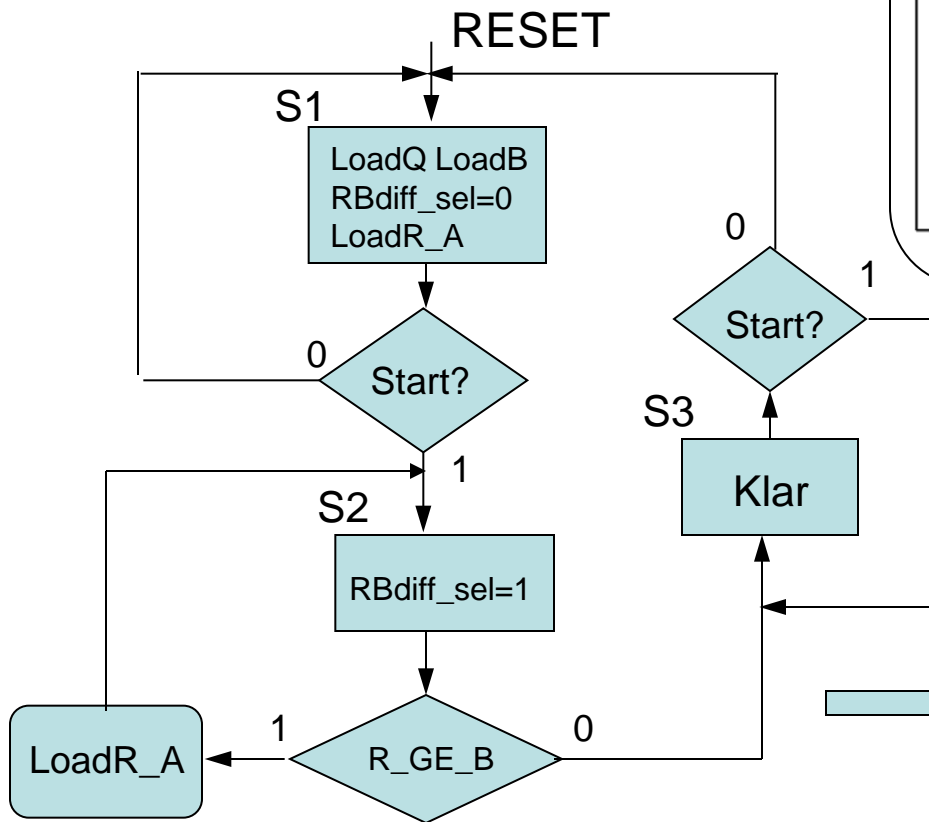 RESET
S1
LoadQ LoadB
RBdiff_sel=0
LoadR_A
0
1
Start?
0
Start?
S3
1
Klar
S2
RBdiff_sel=1
1
0
LoadR_A
R_GE_B